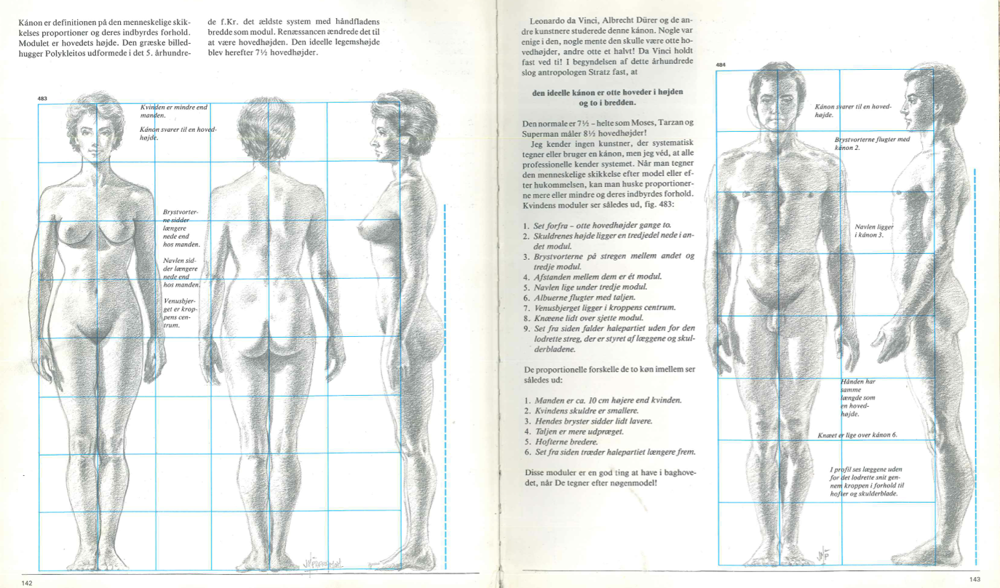 Kánon er definitionen på den menneskelige skik-
kelses proportioner og deres indbyrdes forhold.
Modulet er hovedets højde. Den græske billed-
hugger Polykleitos udformede i det 5. århundre-
de f.Kr. det ældste system med håndfladens
bredde som modul. Renæssancen ændrede det til
at være hovedhøjden. Den ideelle legemshøjde
blev herefter 7½ hovedhøjder.
483
Kvinden er mindre end
manden.
Kánon svarer til en hoved-
højde.
Brystvorter-
ne sidder
længere
nede end
hos manden.
Navlen sid-
der længere
nede end
hos manden.
Venusbjer-
get er krop-
pens cen-
trum.
142
Leonardo da Vinci, Albrecht Dürer og de an-
dre kunstnere studerede denne kánon. Nogle var
enige i den, nogle mente den skulle være otte ho-
vedhøjder, andre otte et halvt! Da Vinci holdt
fast ved ti! I begyndelsen af dette århundrede
slog antropologen Stratz fast, at
den ideelle kánon er otte hoveder i højden
og to i bredden.
Den normale er 7½ – helte som Moses, Tarzan og
Superman måler 8½ hovedhøjder!
Jeg kender ingen kunstner, der systematisk
tegner eller bruger en kánon, men jeg véd, at alle
professionelle kender systemet. Når man tegner
den menneskelige skikkelse efter model eller ef-
ter hukommelsen, kan man huske proportioner-
ne mere eller mindre og deres indbyrdes forhold.
Kvindens moduler ser således ud, fig. 483:
1. Set forfra – otte hovedhøjder gange to.
2. Skuldrenes højde ligger en tredjedel nede i an-
det modul.
3. Brystvorterne på stregen mellem andet og
tredje modul.
4. Afstanden mellem dem er ét modul.
5. Navlen lige under tredje modul.
6. Albuerne flugter med taljen.
7. Venusbjerget ligger i kroppens centrum.
8. Knæene lidt over sjette modul.
9. Set fra siden falder halepartiet uden for den
lodrette streg, der er styret af læggene og skul-
derbladene.
De proportionelle forskelle de to køn imellem ser
således ud:
1. Manden er ca. 10 cm højere end kvinden.
2. Kvindens skuldre er smallere.
3. Hendes bryster sidder lidt lavere.
4. Taljen er mere udpræget.
5. Hofterne bredere.
6. Set fra siden træder halepartiet længere frem.
Disse moduler er en god ting at have i baghove-
det, når De tegner efter nøgenmodel!
484
Kánon svarer til en hoved-
højde.
Brystvorterne flugter med
kánon 2.
Navlen ligger
i kánon 3.
Hånden har
samme
længde som
en hoved-
højde.
Knæet er lige over kánon 6.
I profil ses læggene uden
for det lodrette snit gen-
nem kroppen i forhold til
hofter og skulderblade.
143